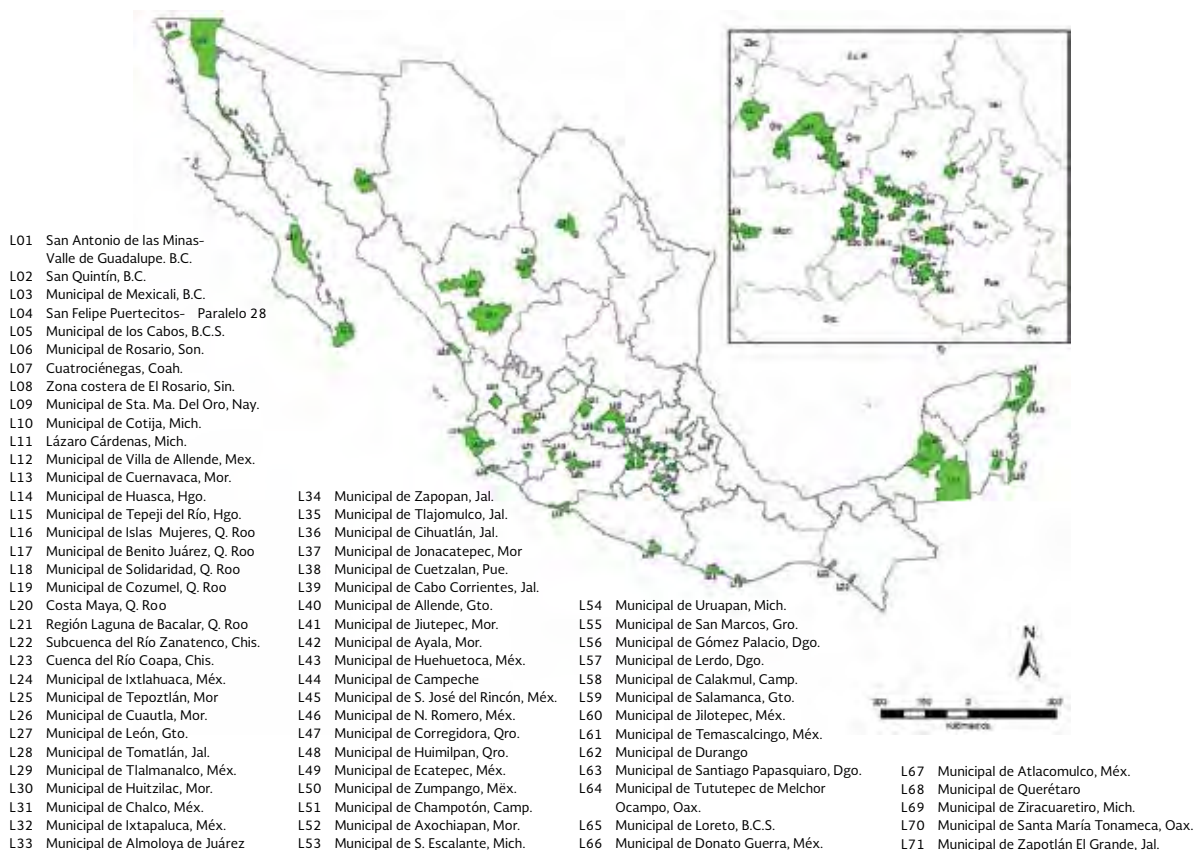 L01 San Antonio de las Minas-
Valle de Guadalupe. B.C.
L02 San Quintín, B.C.
L03 Municipal de Mexicali, B.C.
L04 San Felipe Puertecitos- Paralelo 28
L05 Municipal de los Cabos, B.C.S.
L06 Municipal de Rosario, Son.
L07 Cuatrociénegas, Coah.
L08 Zona costera de El Rosario, Sin.
L09 Municipal de Sta. Ma. Del Oro, Nay.
L10 Municipal de Cotija, Mich.
L11 Lázaro Cárdenas, Mich.
L12 Municipal de Villa de Allende, Mex.
L13 Municipal de Cuernavaca, Mor.
L14 Municipal de Huasca, Hgo.
L15 Municipal de Tepeji del Río, Hgo.
L16 Municipal de Islas Mujeres, Q. Roo
L17 Municipal de Benito Juárez, Q. Roo
L18 Municipal de Solidaridad, Q. Roo
L19 Municipal de Cozumel, Q. Roo
L20 Costa Maya, Q. Roo
L21 Región Laguna de Bacalar, Q. Roo
L22 Subcuenca del Río Zanatenco, Chis.
L23 Cuenca del Río Coapa, Chis.
L24 Municipal de Ixtlahuaca, Méx.
L25 Municipal de Tepoztlán, Mor
L26 Municipal de Cuautla, Mor.
L27 Municipal de León, Gto.
L28 Municipal de Tomatlán, Jal.
L29 Municipal de Tlalmanalco, Méx.
L30 Municipal de Huitzilac, Mor.
L31 Municipal de Chalco, Méx.
L32 Municipal de Ixtapaluca, Méx.
L33 Municipal de Almoloya de Juárez
L34 Municipal de Zapopan, Jal.
L35 Municipal de Tlajomulco, Jal.
L36 Municipal de Cihuatlán, Jal.
L37 Municipal de Jonacatepec, Mor
L38 Municipal de Cuetzalan, Pue.
L39 Municipal de Cabo Corrientes, Jal.
L40 Municipal de Allende, Gto.
L41 Municipal de Jiutepec, Mor.
L42 Municipal de Ayala, Mor.
L43 Municipal de Huehuetoca, Méx.
L44 Municipal de Campeche
L45 Municipal de S. José del Rincón, Méx.
L46 Municipal de N. Romero, Méx.
L47 Municipal de Corregidora, Qro.
L48 Municipal de Huimilpan, Qro.
L49 Municipal de Ecatepec, Méx.
L50 Municipal de Zumpango, Mëx.
L51 Municipal de Champotón, Camp.
L52 Municipal de Axochiapan, Mor.
L53 Municipal de S. Escalante, Mich.
L54 Municipal de Uruapan, Mich.
L55 Municipal de San Marcos, Gro.
L56 Municipal de Gómez Palacio, Dgo.
L57 Municipal de Lerdo, Dgo.
L58 Municipal de Calakmul, Camp.
L59 Municipal de Salamanca, Gto.
L60 Municipal de Jilotepec, Méx.
L61 Municipal de Temascalcingo, Méx.
L62 Municipal de Durango
L63 Municipal de Santiago Papasquiaro, Dgo.
L64 Municipal de Tututepec de Melchor
Ocampo, Oax.
L65 Municipal de Loreto, B.C.S.
L66 Municipal de Donato Guerra, Méx.
L67 Municipal de Atlacomulco, Méx.
L68 Municipal de Querétaro
L69 Municipal de Ziracuaretiro, Mich.
L70 Municipal de Santa María Tonameca, Oax.
L71 Municipal de Zapotlán El Grande, Jal.
N